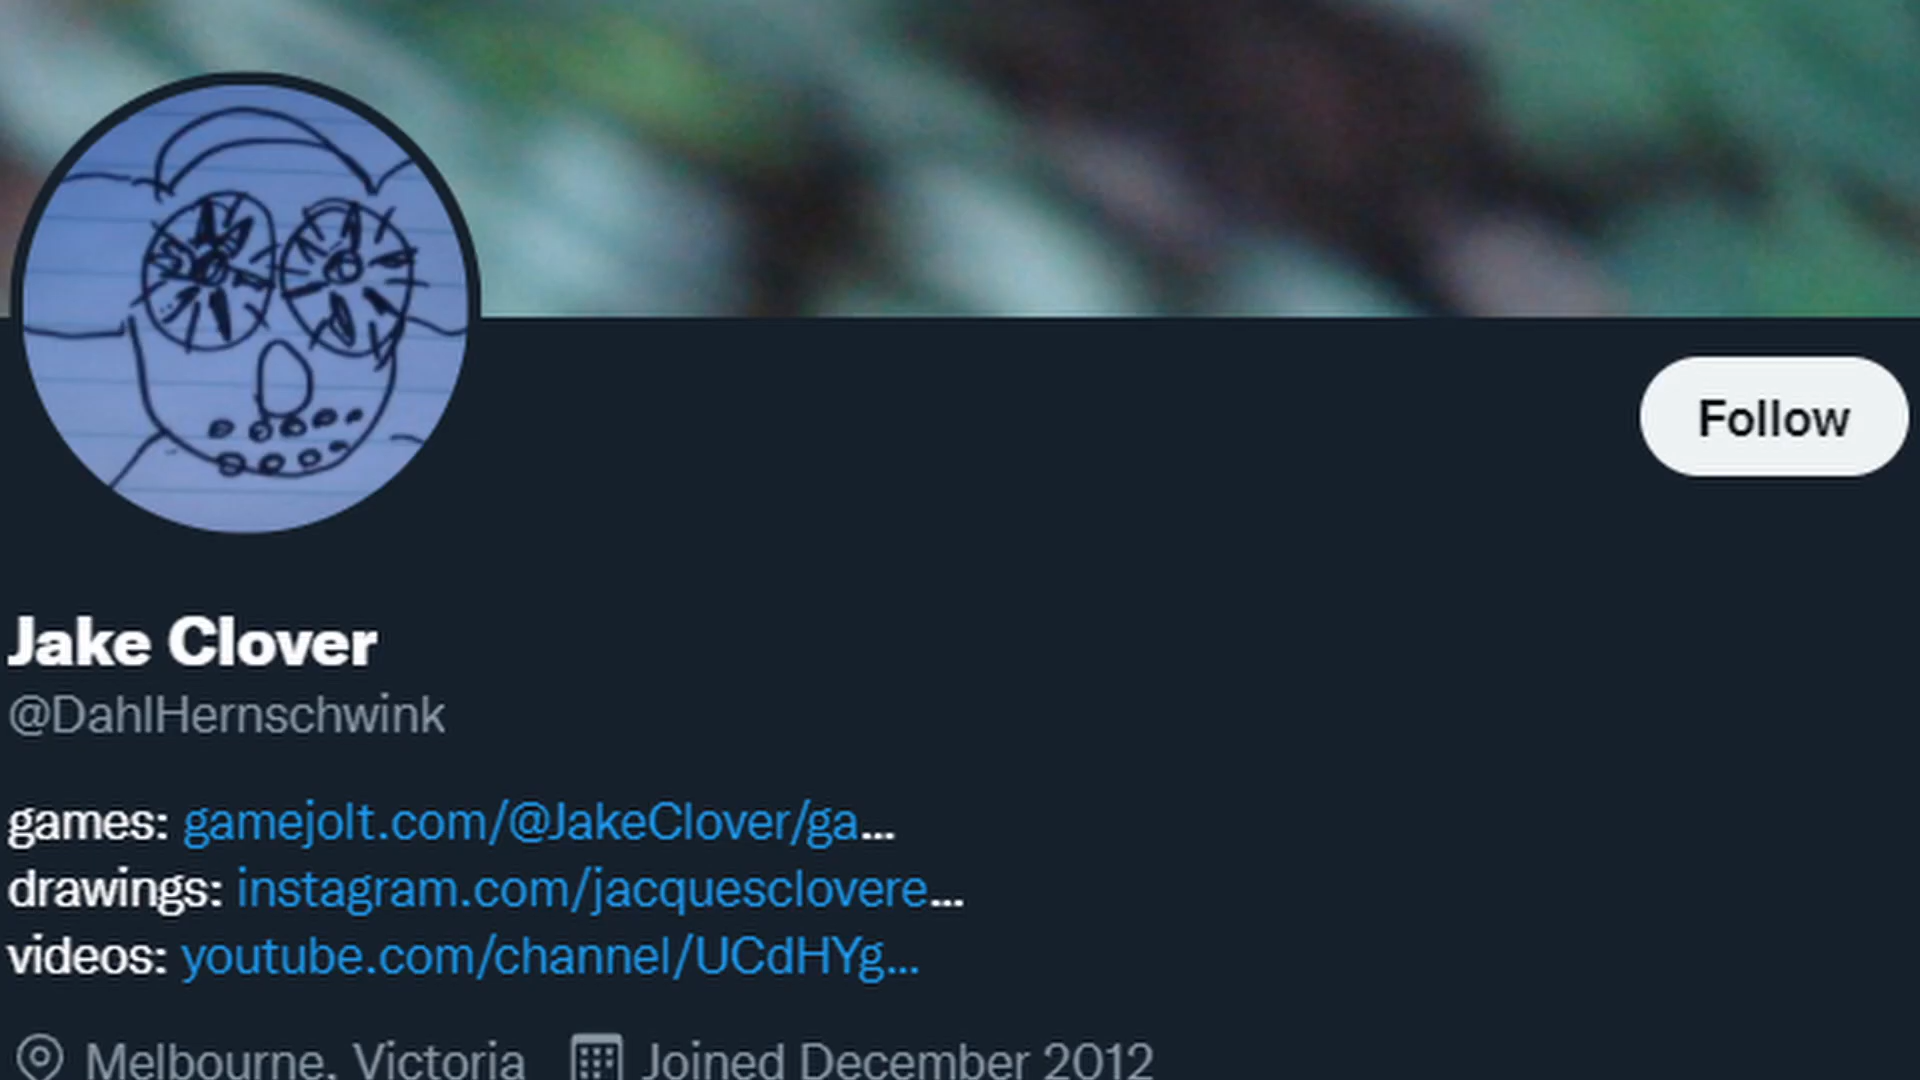 Follow
Jake Clover
@DahlHernschwink
games: gamejolt.com/@JakeClover/ga...
drawings: instagram.com/jacquesclovere...
videos: youtube.com/channel/UCdHYg...
Melbourne, Victoria Joined December 2012